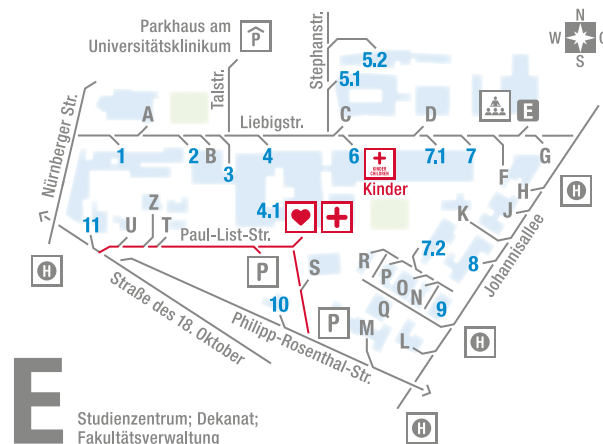 Parkhaus am
Universitätsklinikum
P
Talstr.
Stephanstr.
5.2
5.1
N
W
O
S
Nürnberger Str.
A
Liebigstr.
C
D
E
1
2
B
3
4
6
7.1
7
F
G
KINDER
CHILDREN
Kinder
H
J
H
K
Johannisallee
11
U
Z
T
4.1
Paul-List-Str.
P
S
7.2
R
P
O
N
8
9
H
Straße des 18. Oktober
10
P
Q
M
L
H
Philipp-Rosenthal-Str.
H
E
Studienzentrum; Dekanat;
Fakultätsverwaltung